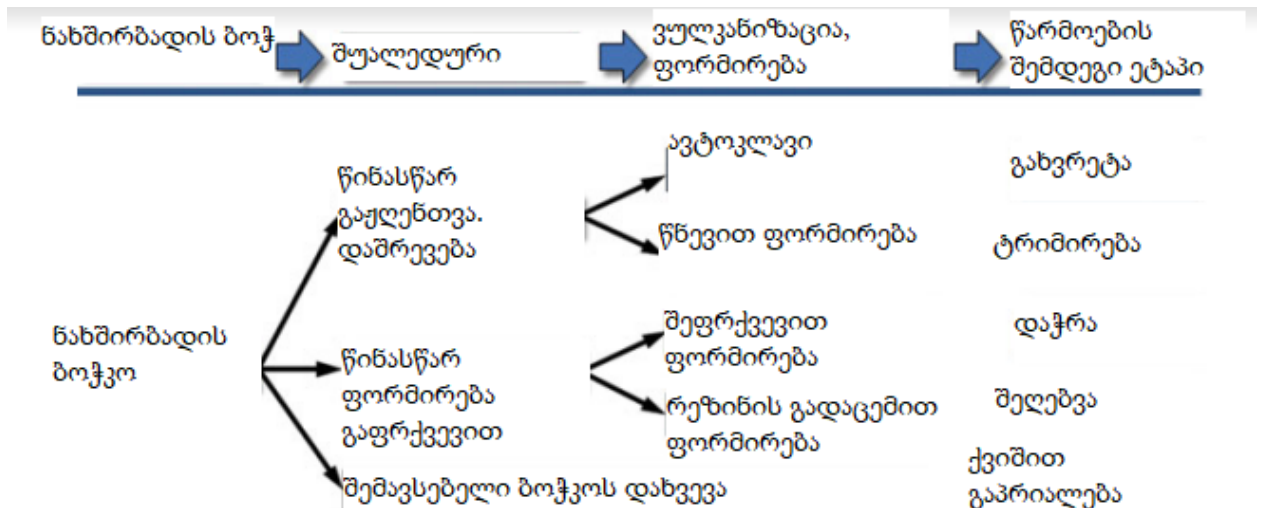 ნახშირბადის ბოჭ
შუალედური
ვულკანიზაცია,
ფორმირება
წარმოების
შემდეგი ეტაპი
ნახშირბადის
ბოჭკო
წინასწარ
გაჟღენთვა.
დაშრევება
წინასწარ
ფორმირება
გაფრქვევით
შემავსებელი ბოჭკოს დახვევა
ავტოკლავი
წნევით ფორმირება
შეფრქვევით
ფორმირება
რეზინის გადაცემით
ფორმირება
გახვრეტა
ტრიმირება
დაჭრა
შეღებვა
ქვიშით
გაპრიალება